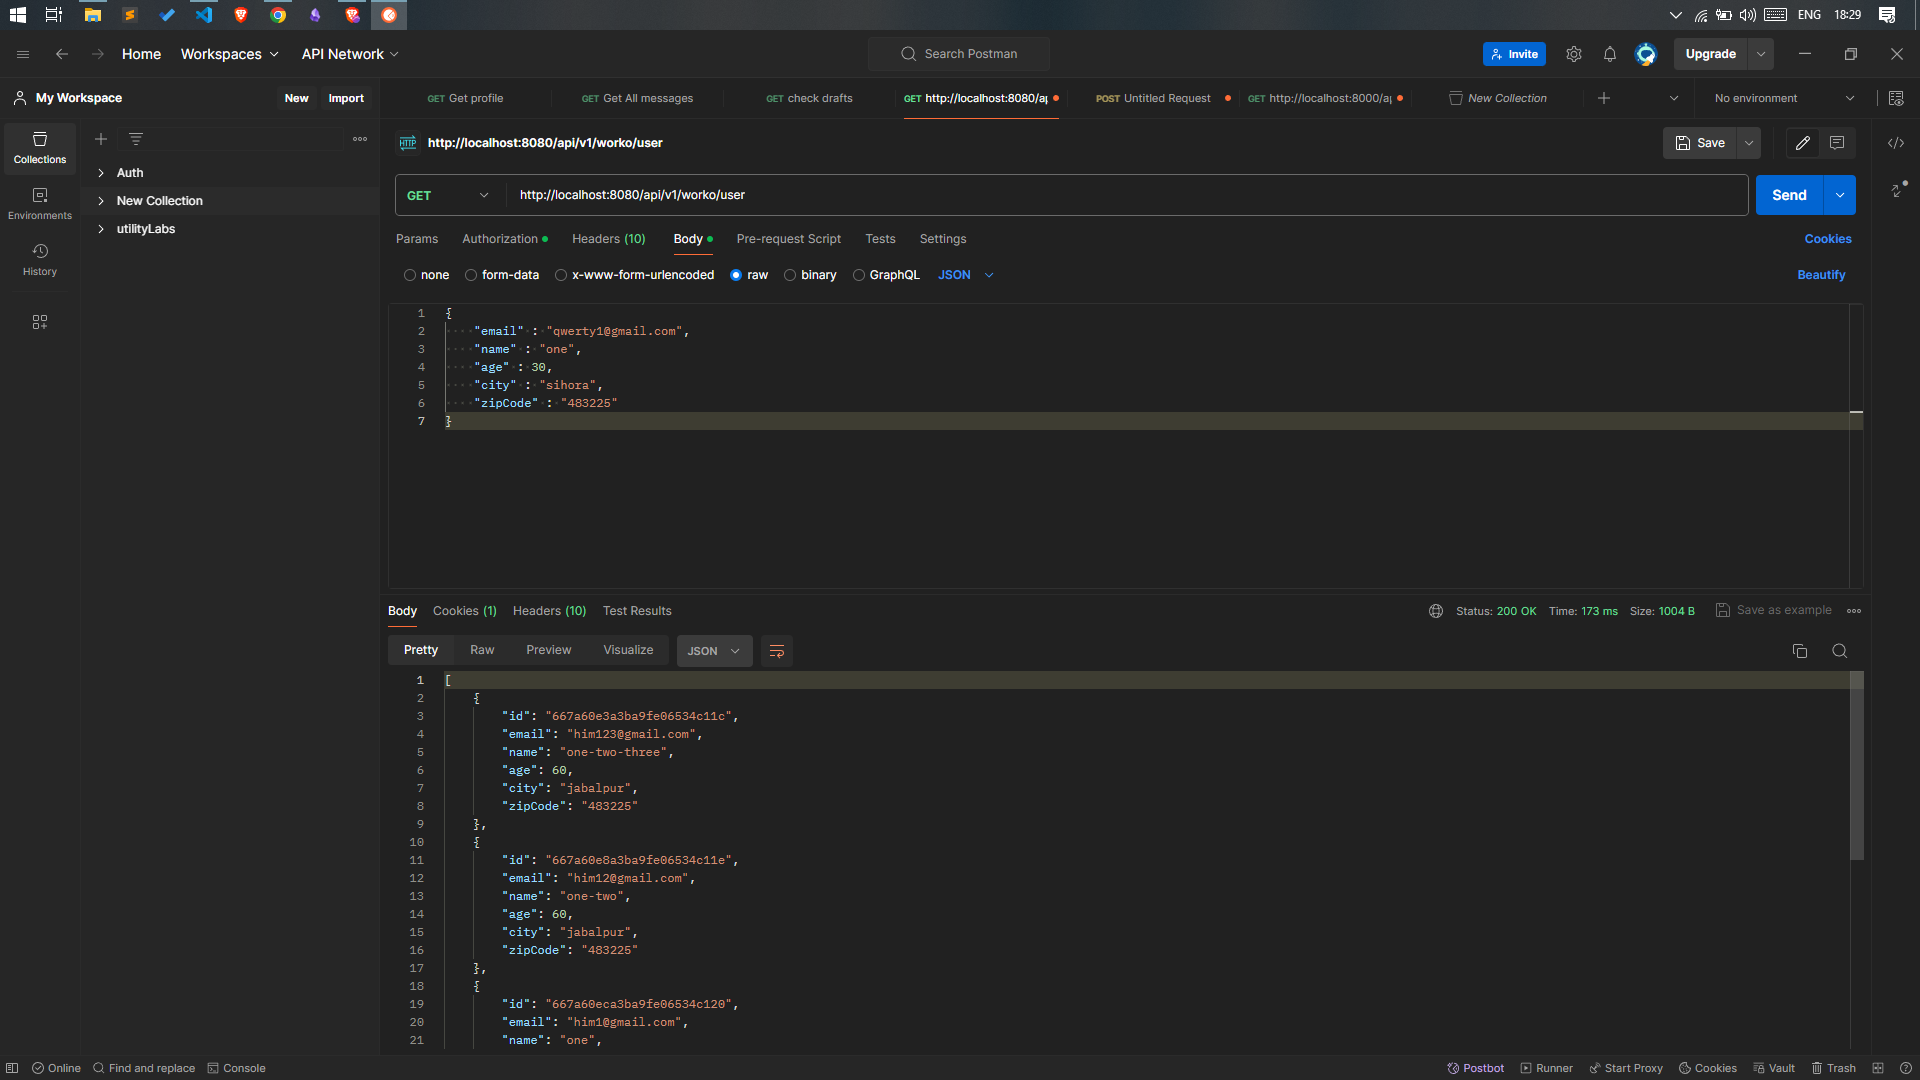 ENG 18:29
Home Workspaces API Network Search Postman Invite Upgrade
My Workspace New Import
GET Get profile GET Get All messages GET check drafts GET http://localhost:8080/ap POST Untitled Request GET http://localhost:8000/ap New Collection No environment
Collections
Environments
History
Auth
New Collection
utilityLabs
HTTP http://localhost:8080/api/v1/worko/user Save
GET http://localhost:8080/api/v1/worko/user Send
Params Authorization Headers (10) Body Pre-request Script Tests Settings Cookies
none form-data x-www-form-urlencoded raw binary GraphQL JSON Beautify
1 {
2 "email" : "qwerty1@gmail.com",
3 "name" : "one",
4 "age" : 30,
5 "city" : "sihora",
6 "zipCode" : "483225"
7 }
Body Cookies (1) Headers (10) Test Results Status: 200 OK Time: 173 ms Size: 1004 B Save as example
Pretty Raw Preview Visualize JSON
1 [
2 {
3 "id": "667a60e3a3ba9fe06534c11c",
4 "email": "him123@gmail.com",
5 "name": "one-two-three",
6 "age": 60,
7 "city": "jabalpur",
8 "zipCode": "483225"
9 },
10 {
11 "id": "667a60e8a3ba9fe06534c11e",
12 "email": "him12@gmail.com",
13 "name": "one-two",
14 "age": 60,
15 "city": "jabalpur",
16 "zipCode": "483225"
17 },
18 {
19 "id": "667a60eca3ba9fe06534c120",
20 "email": "him1@gmail.com",
21 "name": "one",
Online Find and replace Console Postbot Runner Start Proxy Cookies Vault Trash